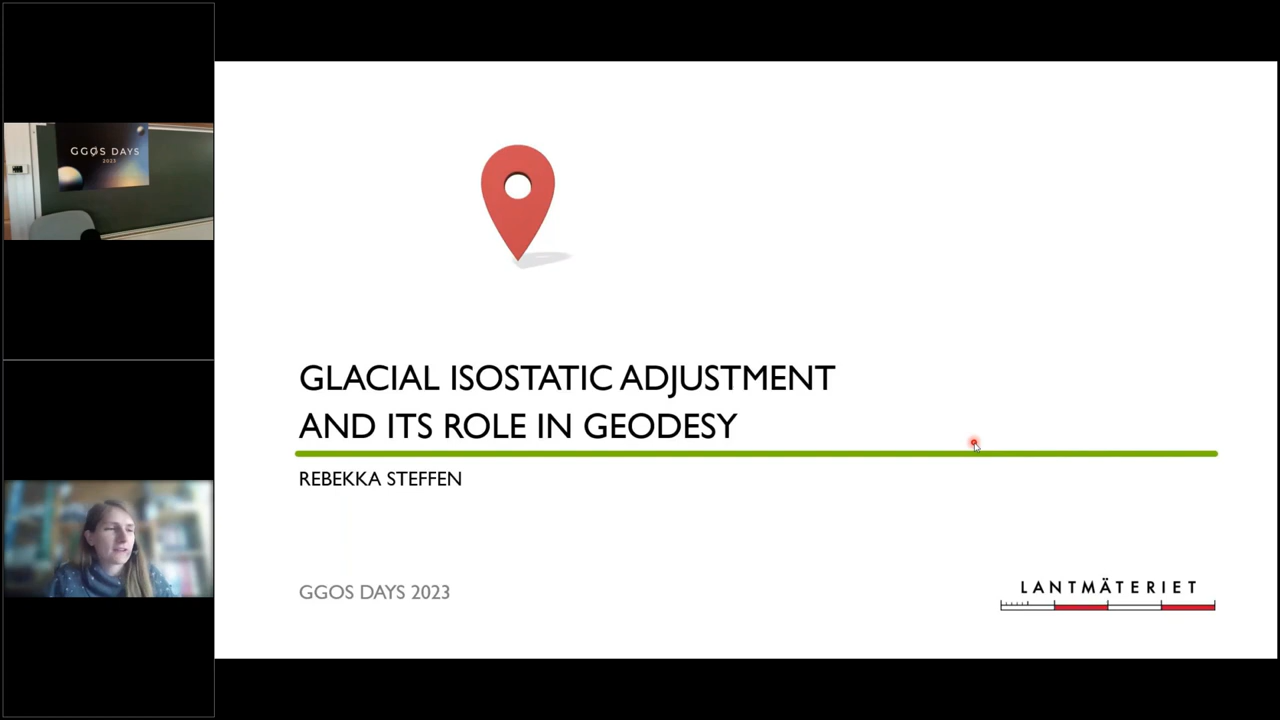 GGOS DAYS
2023
GLACIAL ISOSTATIC ADJUSTMENT
AND ITS ROLE IN GEODESY
REBEKKA STEFFEN
GGOS DAYS 2023
LANTMÄTERIET